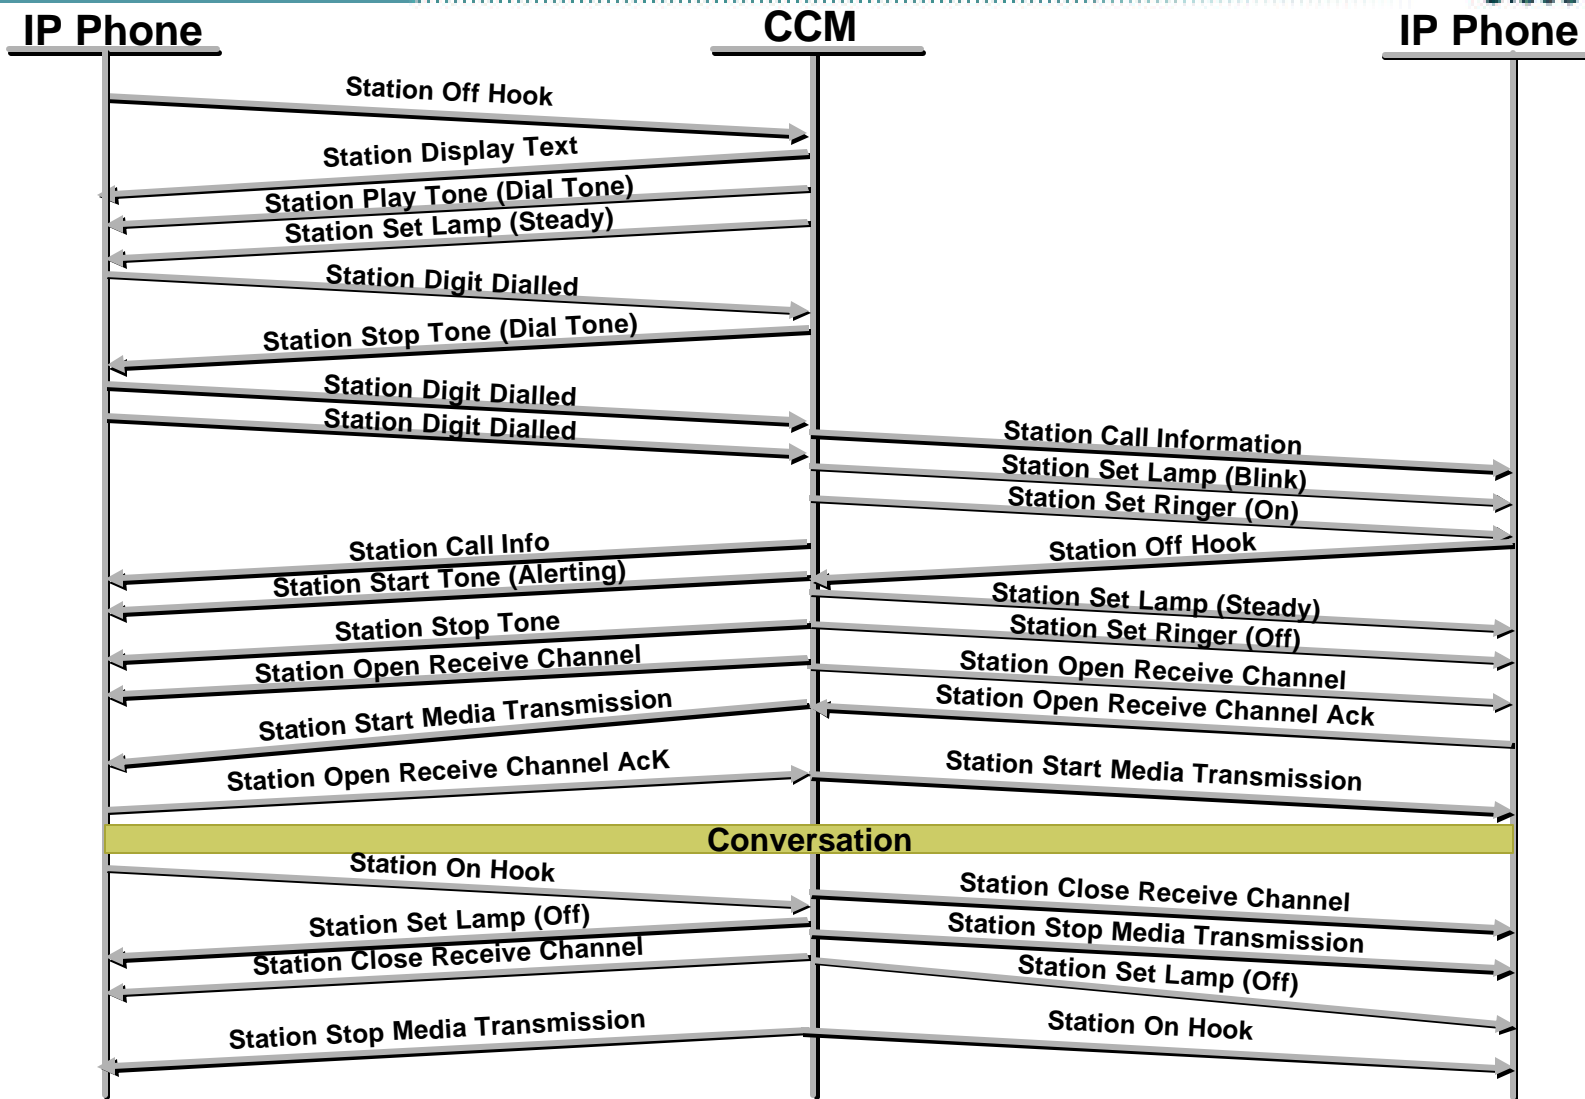 IP Phone
CCM
IP Phone
Station Off Hook
Station Display Text
Station Play Tone (Dial Tone)
Station Set Lamp (Steady)
Station Digit Dialled
Station Stop Tone (Dial Tone)
Station Digit Dialled
Station Digit Dialled
Station Call Information
Station Set Lamp (Blink)
Station Set Ringer (On)
Station Call Info
Station Off Hook
Station Start Tone (Alerting)
Station Set Lamp (Steady)
Station Stop Tone
Station Set Ringer (Off)
Station Open Receive Channel
Station Open Receive Channel
Station Start Media Transmission
Station Open Receive Channel Ack
Station Open Receive Channel AcK
Station Start Media Transmission
Conversation
Station On Hook
Station Close Receive Channel
Station Set Lamp (Off)
Station Stop Media Transmission
Station Close Receive Channel
Station Set Lamp (Off)
Station Stop Media Transmission
Station On Hook